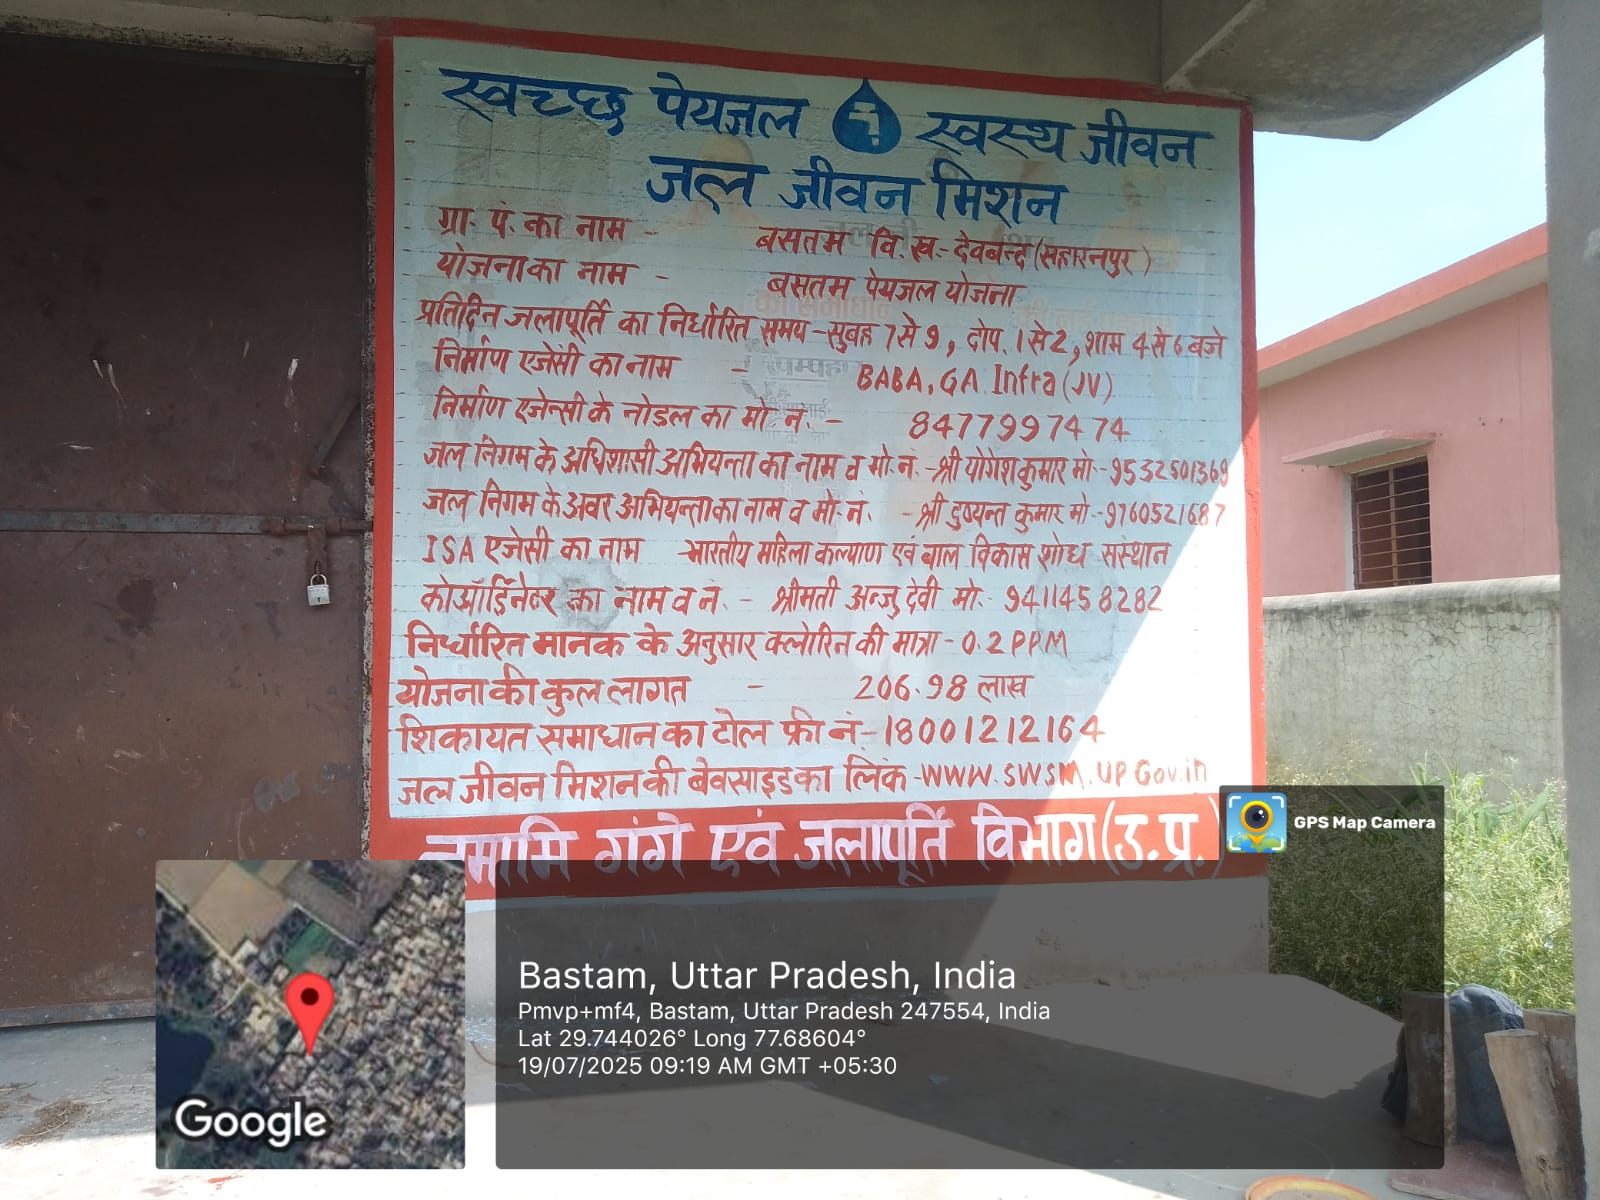 स्वच्छ पेयजल स्वस्थ जीवन
जल जीवन मिशन
ग्रा. पं. का नाम - बसतम वि. ख.- देवबन्द (सहारनपुर)
योजना का नाम - बसतम पेयजल योजना
प्रतिदिन जलापूर्ति का निर्धारित समय - सुबह 7 से 9, दोप. 1 से 2, शाम 4 से 6 बजे
निर्माण एजेंसी का नाम - BABA, GA Infra (JV)
निर्माण एजेन्सी के नोडल का मो. नं. - 8477997474
जल निगम के अधिशासी अभियन्ता का नाम व मो. नं. - श्री योगेश कुमार मो.- 9532501369
जल निगम के अवर अभियन्ता का नाम व मो. नं. - श्री दुष्यन्त कुमार मो.- 9760521687
ISA एजेंसी का नाम भारतीय महिला कल्याण एवं बाल विकास शोध संस्थान
कोऑर्डिनेटर का नाम व नं. - श्रीमती अन्जु देवी मो.- 9411458282
निर्धारित मानक के अनुसार क्लोरिन की मात्रा - 0.2 PPM
योजना की कुल लागत - 206.98 लाख
शिकायत समाधान का टोल फ्री नं.- 18001212164
जल जीवन मिशन की बेवसाइड का लिंक - www.SWSM.UP Gov.in
नमामि गंगे एवं जलापूर्ति विभाग (उ.प्र.)
GPS Map Camera
Bastam, Uttar Pradesh, India
Pmvp+mf4, Bastam, Uttar Pradesh 247554, India
Lat 29.744026° Long 77.68604°
19/07/2025 09:19 AM GMT +05:30
Google